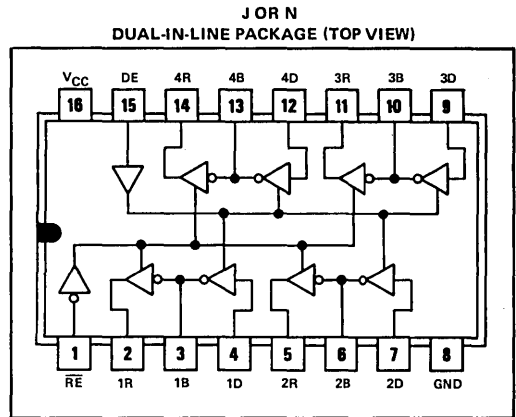 J OR N
DUAL-IN-LINE PACKAGE (TOP VIEW)
VCC DE 4R 4B 4D 3R 3B 3D
16 15 14 13 12 11 10 9
1 2 3 4 5 6 7 8
RE 1R 1B 1D 2R 2B 2D GND